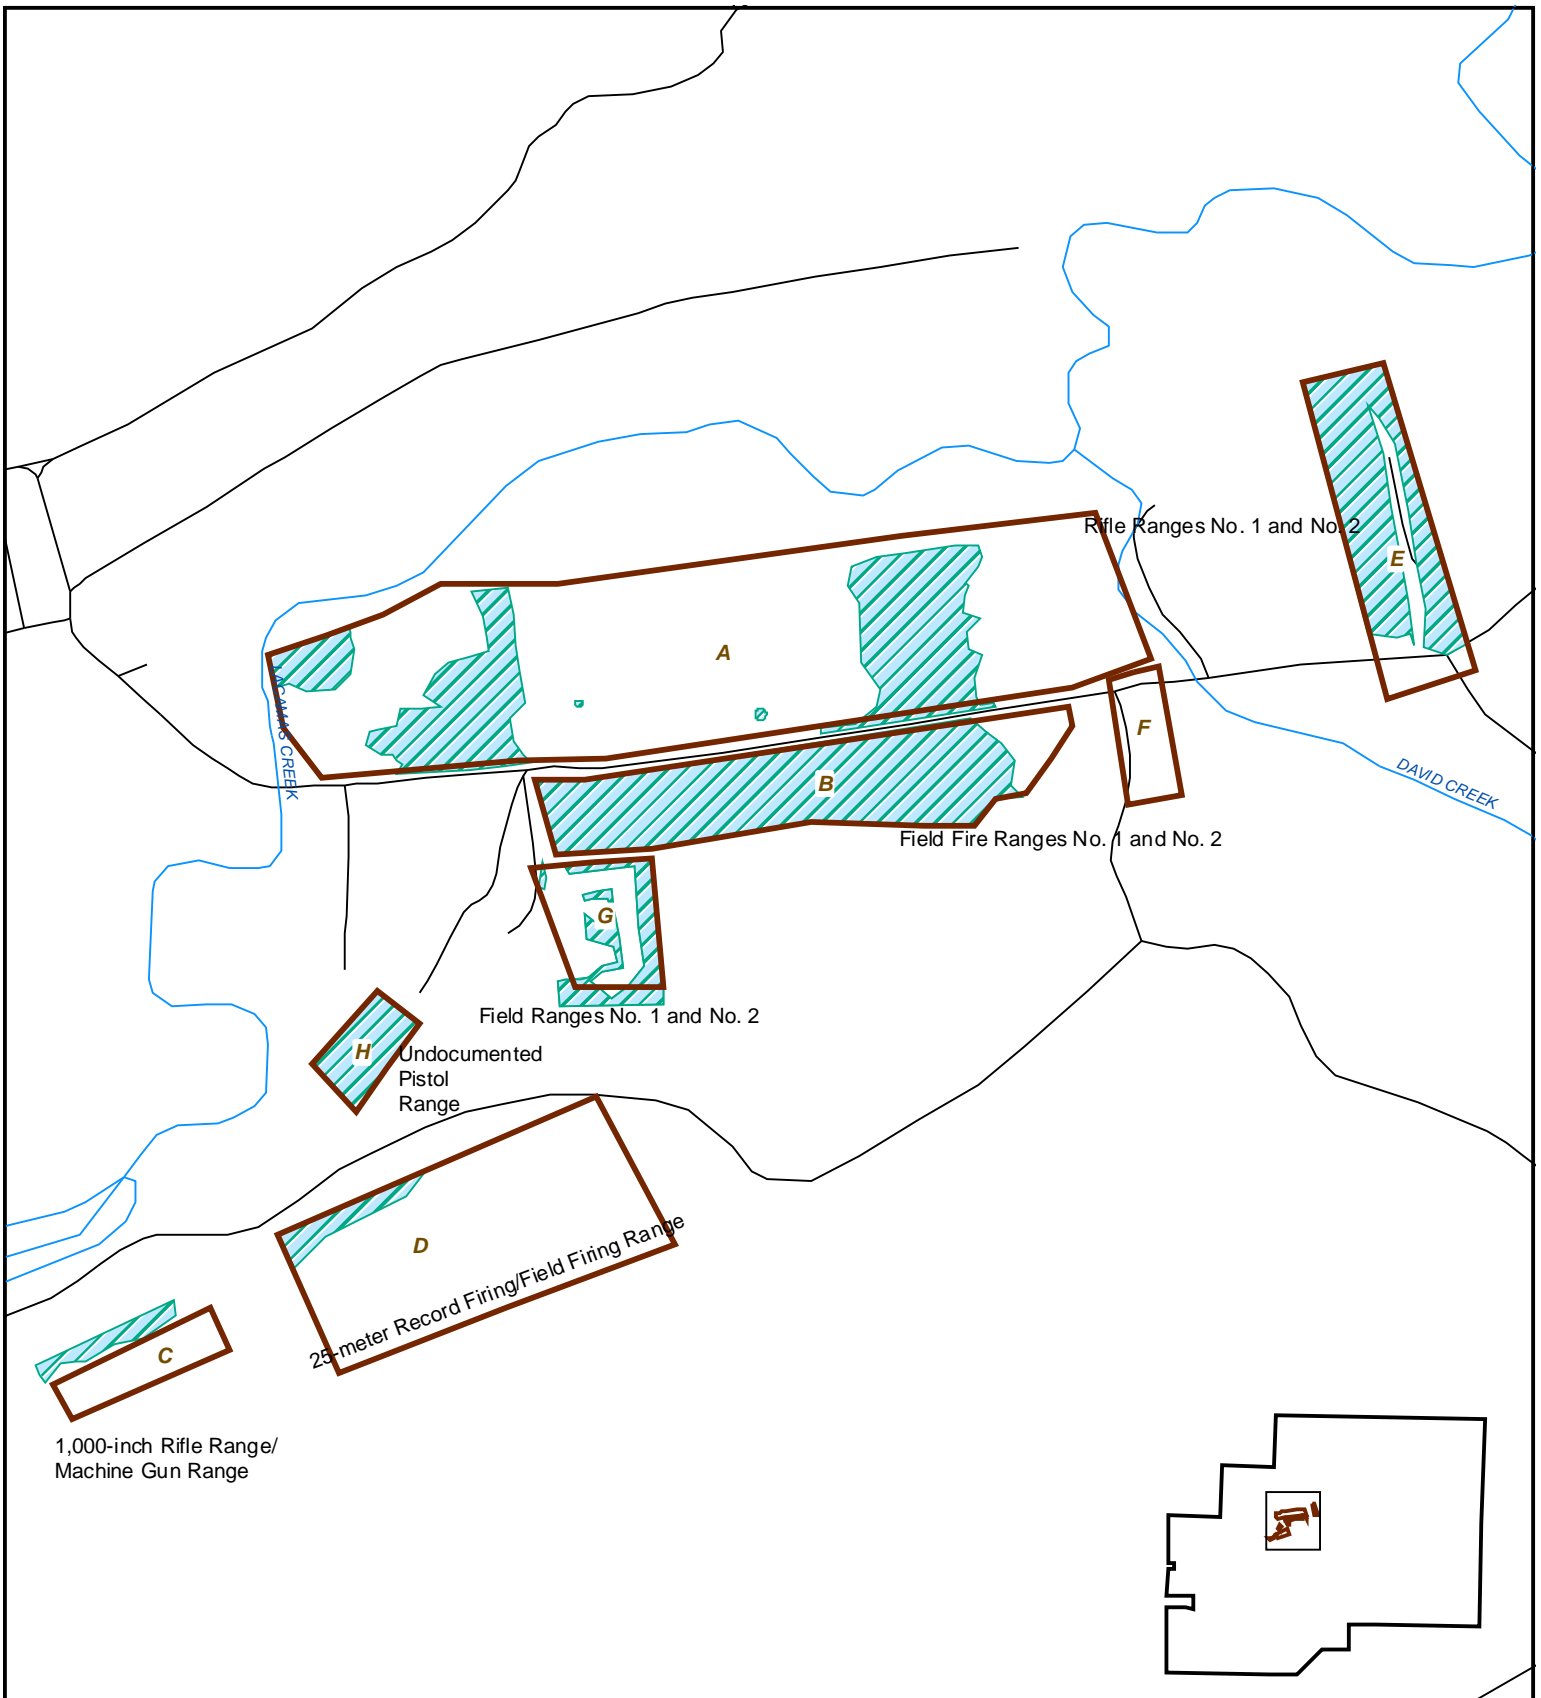 Rifle Ranges No. 1 and No. 2
E
A
LACAMAS CREEK
F
DAVID CREEK
B
Field Fire Ranges No. 1 and No. 2
G
Field Ranges No. 1 and No. 2
H
Undocumented
Pistol
Range
D
25-meter Record Firing/Field Firing Range
C
1,000-inch Rifle Range/
Machine Gun Range